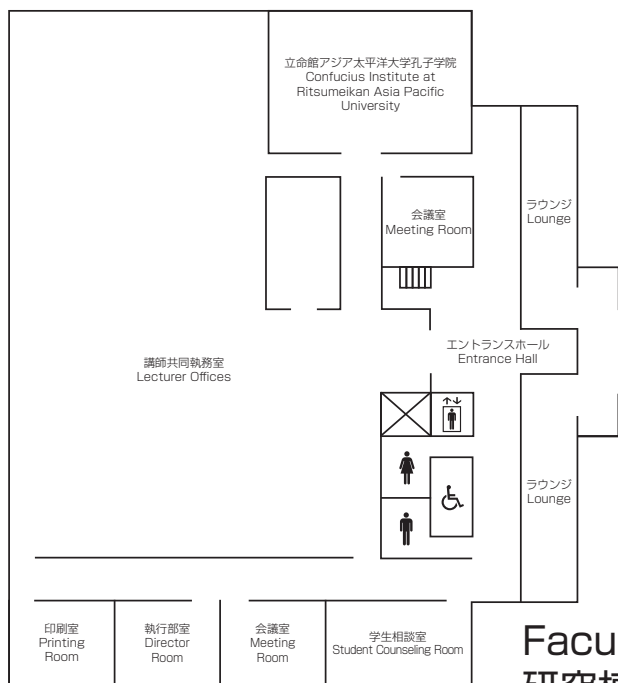 立命館アジア太平洋大学孔子学院
Confucius Institute at
Ritsumeikan Asia Pacific
University
会議室
Meeting Room
ラウンジ
Lounge
エントランスホール
Entrance Hall
講師共同執務室
Lecturer Offices
ラウンジ
Lounge
印刷室
Printing
Room
執行部室
Director
Room
会議室
Meeting
Room
学生相談室
Student Counseling Room